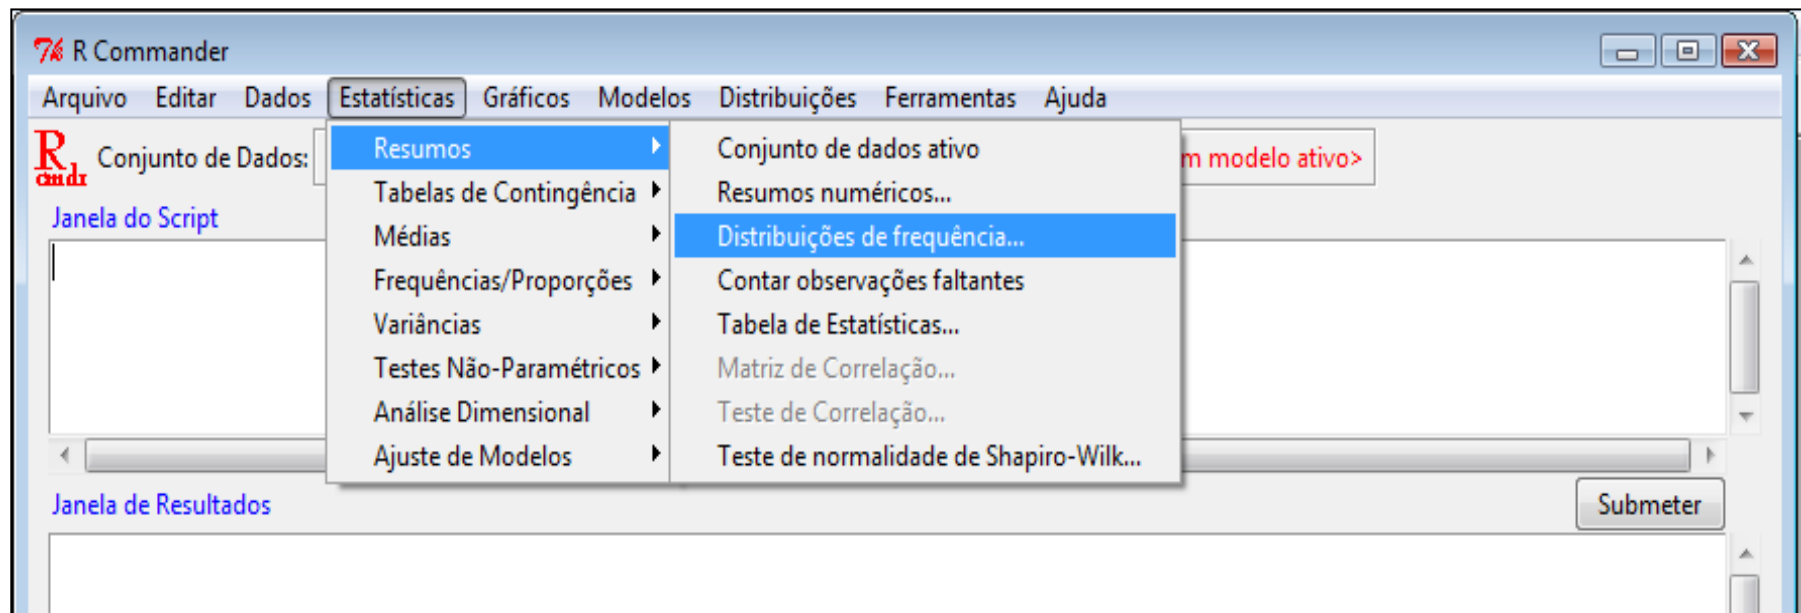 R Commander
Arquivo Editar Dados Estatísticas Gráficos Modelos Distribuições Ferramentas Ajuda
R cmdr Conjunto de Dados: m modelo ativo>
Janela do Script
Resumos
Tabelas de Contingência
Médias
Frequências/Proporções
Variâncias
Testes Não-Paramétricos
Análise Dimensional
Ajuste de Modelos
Conjunto de dados ativo
Resumos numéricos...
Distribuições de frequência...
Contar observações faltantes
Tabela de Estatísticas...
Matriz de Correlação...
Teste de Correlação...
Teste de normalidade de Shapiro-Wilk...
Janela de Resultados
Submeter